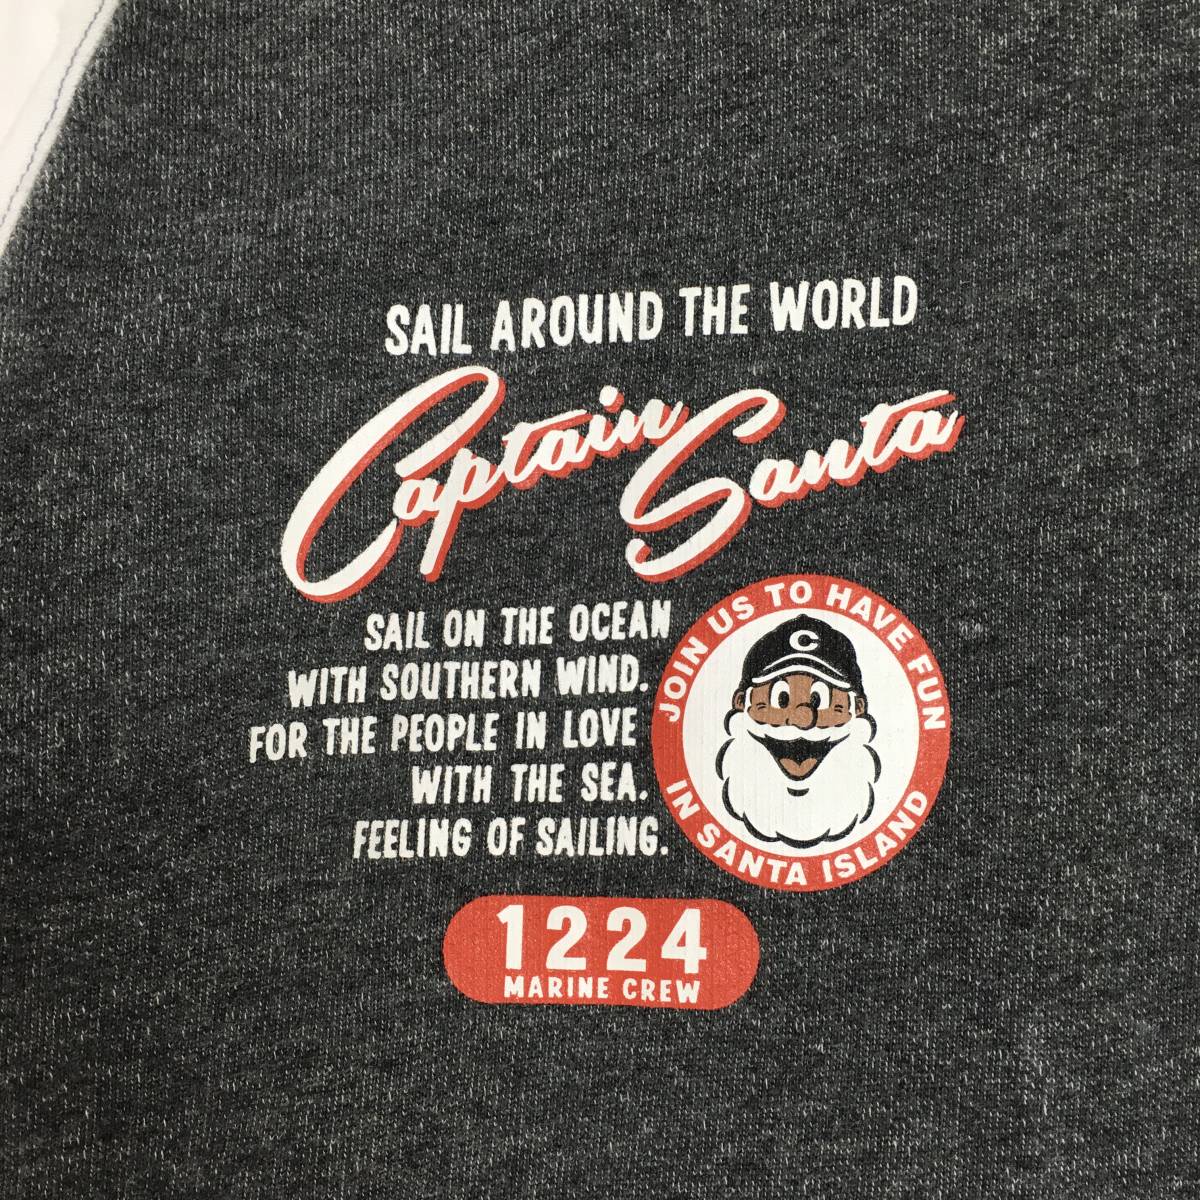 SAIL AROUND THE WORLD
Captain Santa
SAIL ON THE OCEAN
WITH SOUTHERN WIND.
FOR THE PEOPLE IN LOVE
WITH THE SEA.
FEELING OF SAILING.
JOIN US TO HAVE FUN
IN SANTA ISLAND
C
1224
MARINE CREW